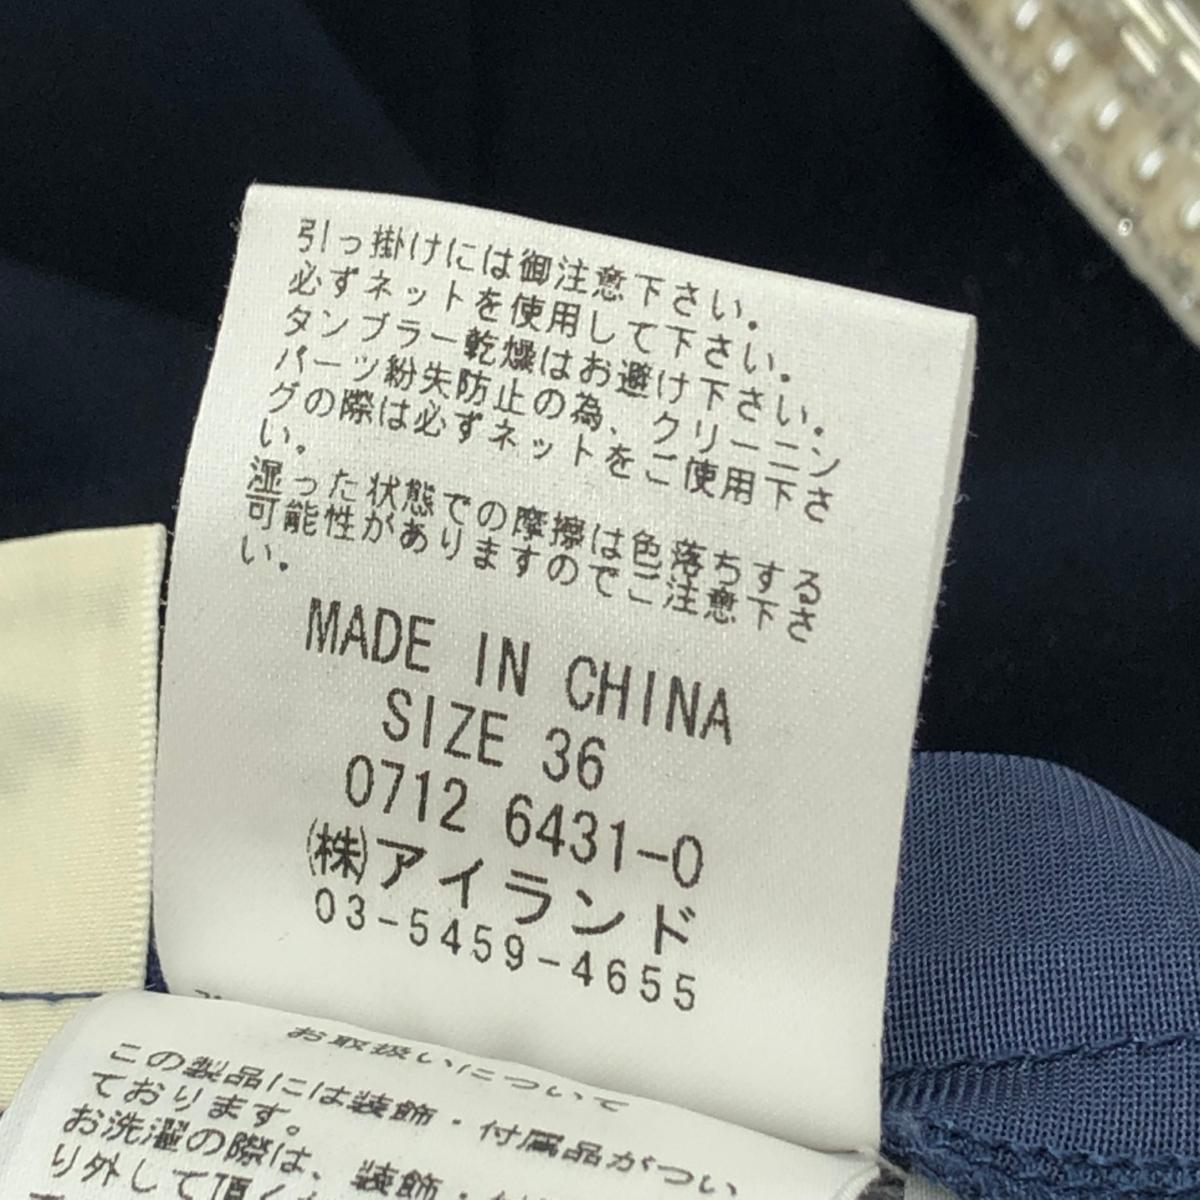 引っ掛けには御注意下さい。
必ずネットを使用して下さい。
タンブラー乾燥はお避け下さい。
パーツ紛失防止の為、クリーニン
グの際は必ずネットをご使用下さ
い。
湿った状態での摩擦は色落ちする
可能性がありますのでご注意下さ
い。
MADE IN CHINA
SIZE 36
0712 6431-0
㈱アイランド
03-5459-4655
お取扱いについて
この製品には装飾・付属品がつい
ております。
お洗濯の際は、装飾・
り外して頂く